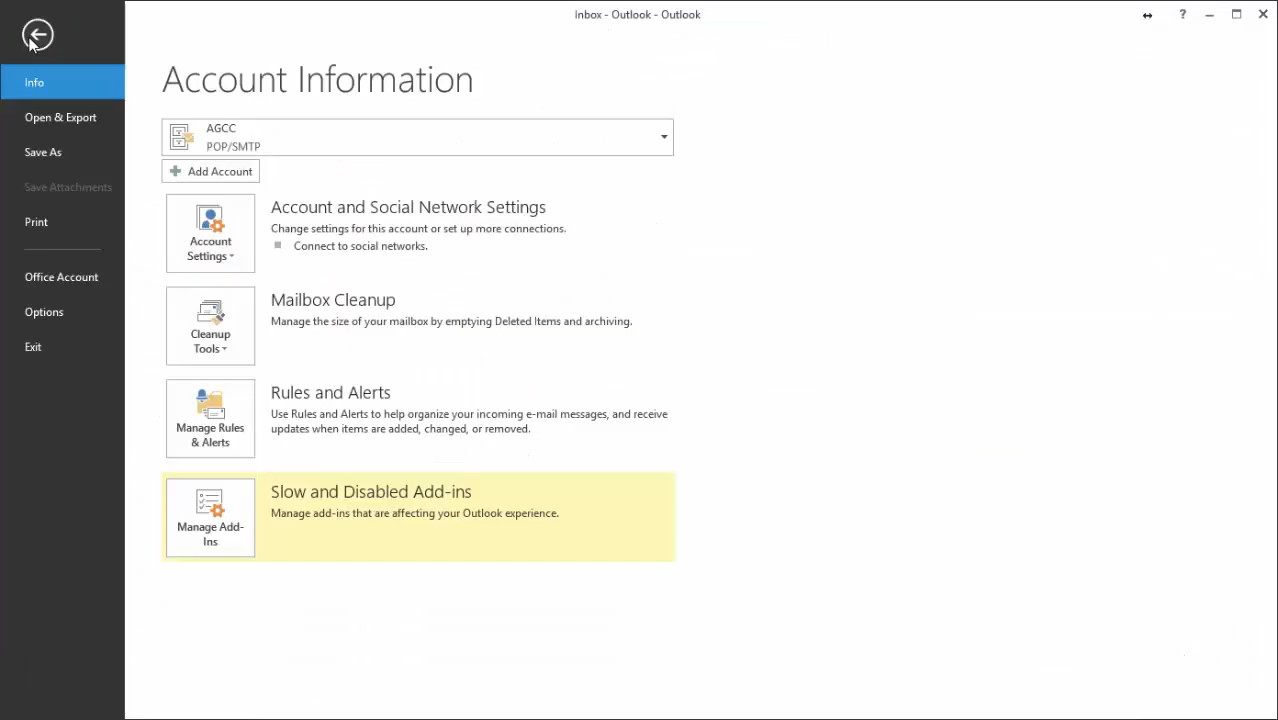 Inbox - Outlook - Outlook
?
Info
Open & Export
Save As
Save Attachments
Print
Office Account
Options
Exit
Account Information
AGCC
POP/SMTP
Add Account
Account
Settings
Account and Social Network Settings
Change settings for this account or set up more connections.
Connect to social networks.
Cleanup
Tools
Mailbox Cleanup
Manage the size of your mailbox by emptying Deleted Items and archiving.
Manage Rules
& Alerts
Rules and Alerts
Use Rules and Alerts to help organize your incoming e-mail messages, and receive
updates when items are added, changed, or removed.
Manage Add-
Ins
Slow and Disabled Add-ins
Manage add-ins that are affecting your Outlook experience.